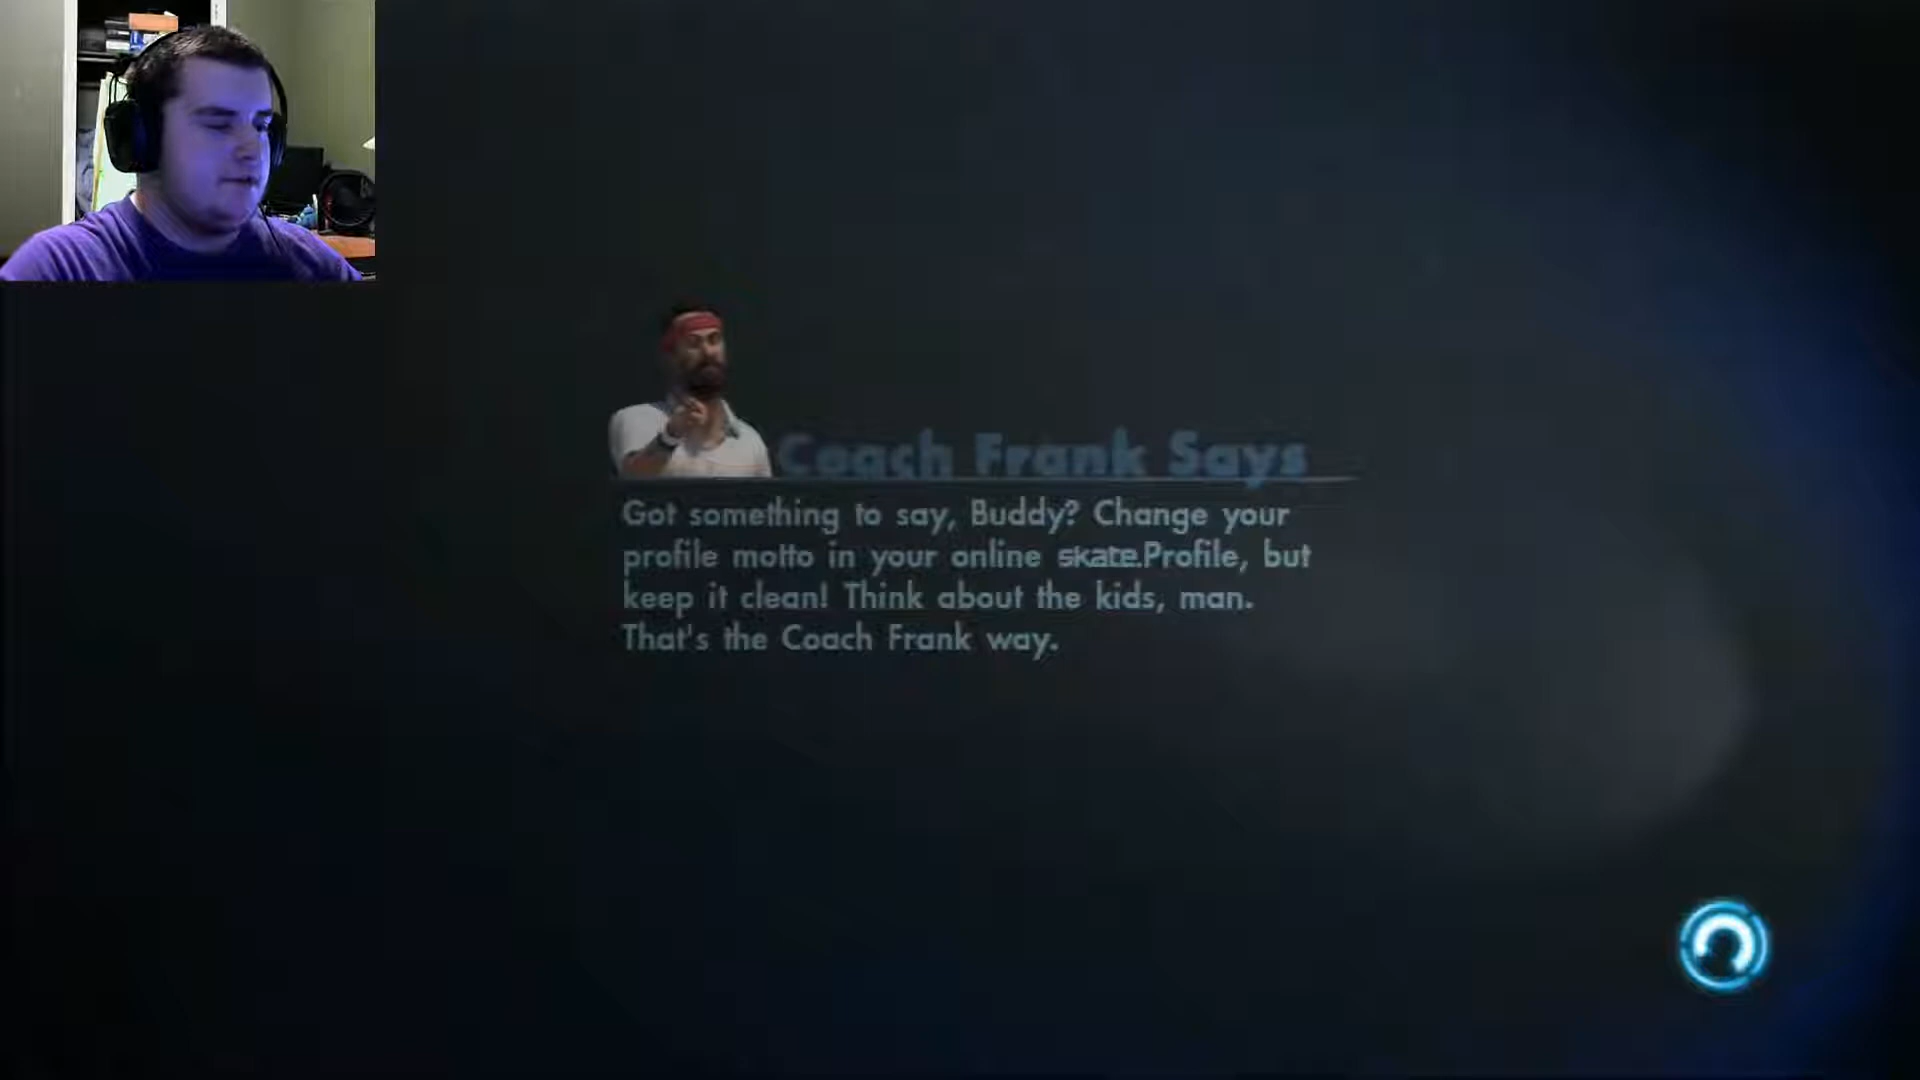 Coach Frank Says
Got something to say, Buddy? Change your
profile motto in your online skate.Profile, but
keep it clean! Think about the kids, man.
That's the Coach Frank way.